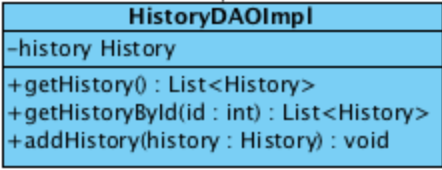 HistoryDAOImpl
-history History
+getHistory() : List<History>
+getHistoryById(id : int) : List<History>
+addHistory(history : History) : void